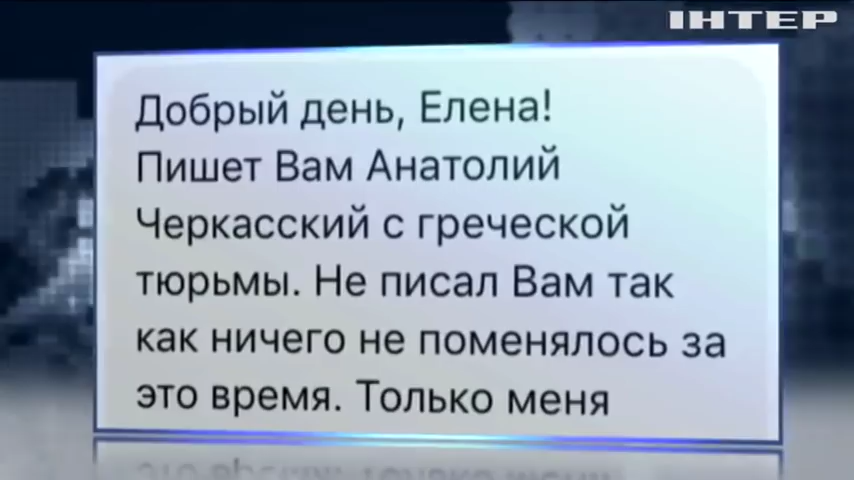 ІНТЕР
Добрый день, Елена!
Пишет Вам Анатолий
Черкасский с греческой
тюрьмы. Не писал Вам так
как ничего не поменялось за
это время. Только меня